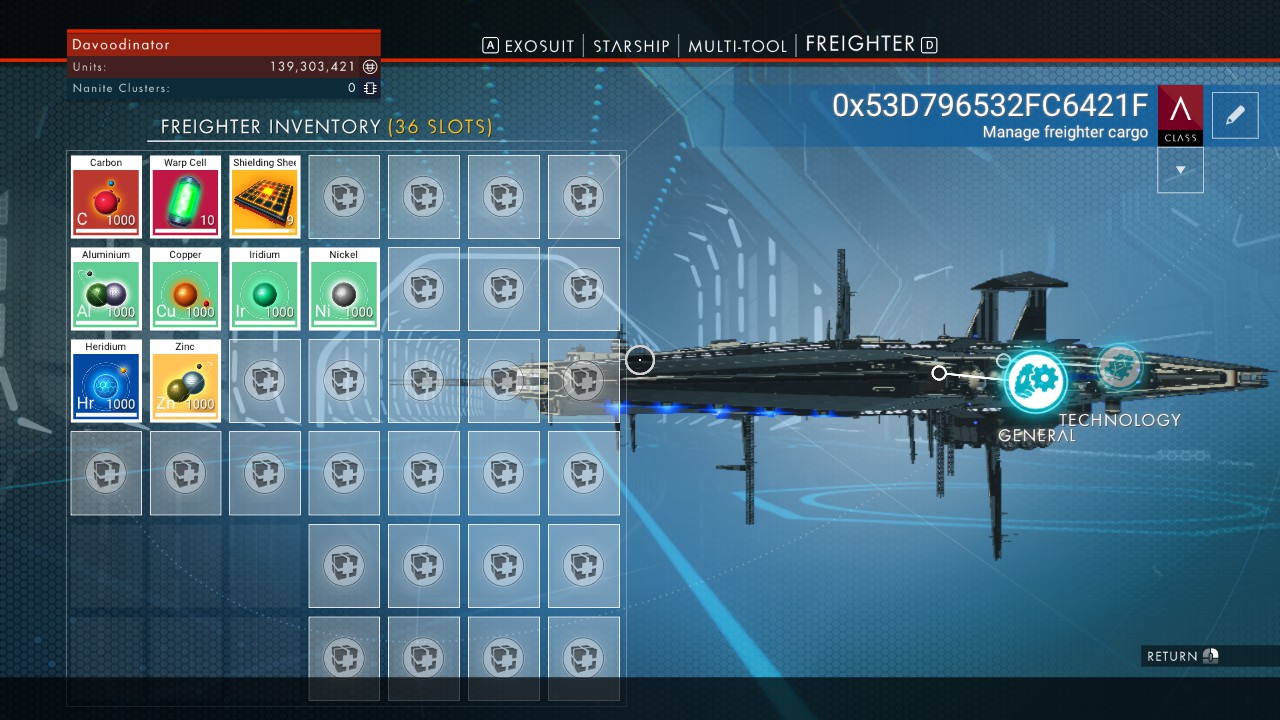 Davoodinator
Units: 139,303,421
Nanite Clusters: 0
A EXOSUIT STARSHIP MULTI-TOOL FREIGHTER D
0x53D796532FC6421F
Manage freighter cargo
CLASS
FREIGHTER INVENTORY (36 SLOTS)
Carbon Warp Cell Shielding Shee
C 1000 10 9
Aluminium Copper Iridium Nickel
Al 1000 Cu 1000 Ir 1000 Ni 1000
Heridium Zinc
Hr 1000 Zn 1000
TECHNOLOGY
GENERAL
RETURN